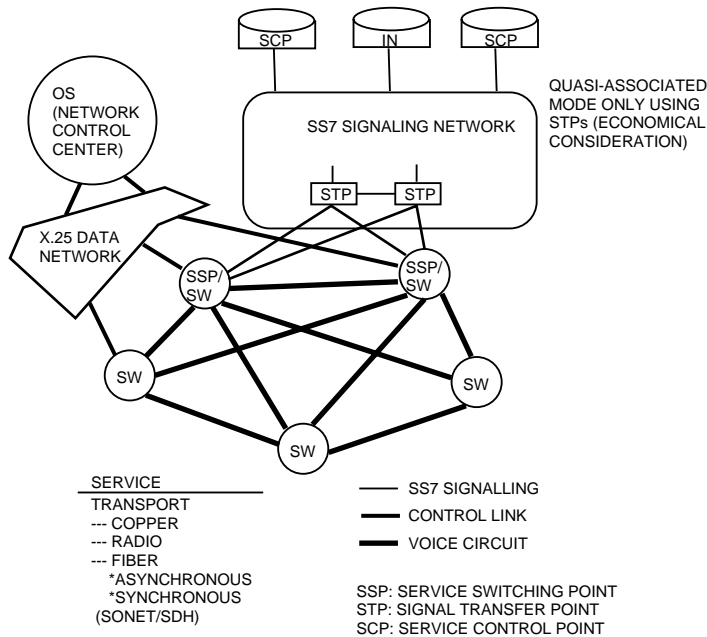 SCP
IN
SCP
OS
(NETWORK
CONTROL
CENTER)
QUASI-ASSOCIATED
MODE ONLY USING
STPs (ECONOMICAL
CONSIDERATION)
SS7 SIGNALING NETWORK
STP
STP
X.25 DATA
NETWORK
SSP/
SW
SSP/
SW
SW
SW
SW
SERVICE
TRANSPORT
--- COPPER
--- RADIO
--- FIBER
*ASYNCHRONOUS
*SYNCHRONOUS
(SONET/SDH)
SS7 SIGNALLING
CONTROL LINK
VOICE CIRCUIT
SSP: SERVICE SWITCHING POINT
STP: SIGNAL TRANSFER POINT
SCP: SERVICE CONTROL POINT